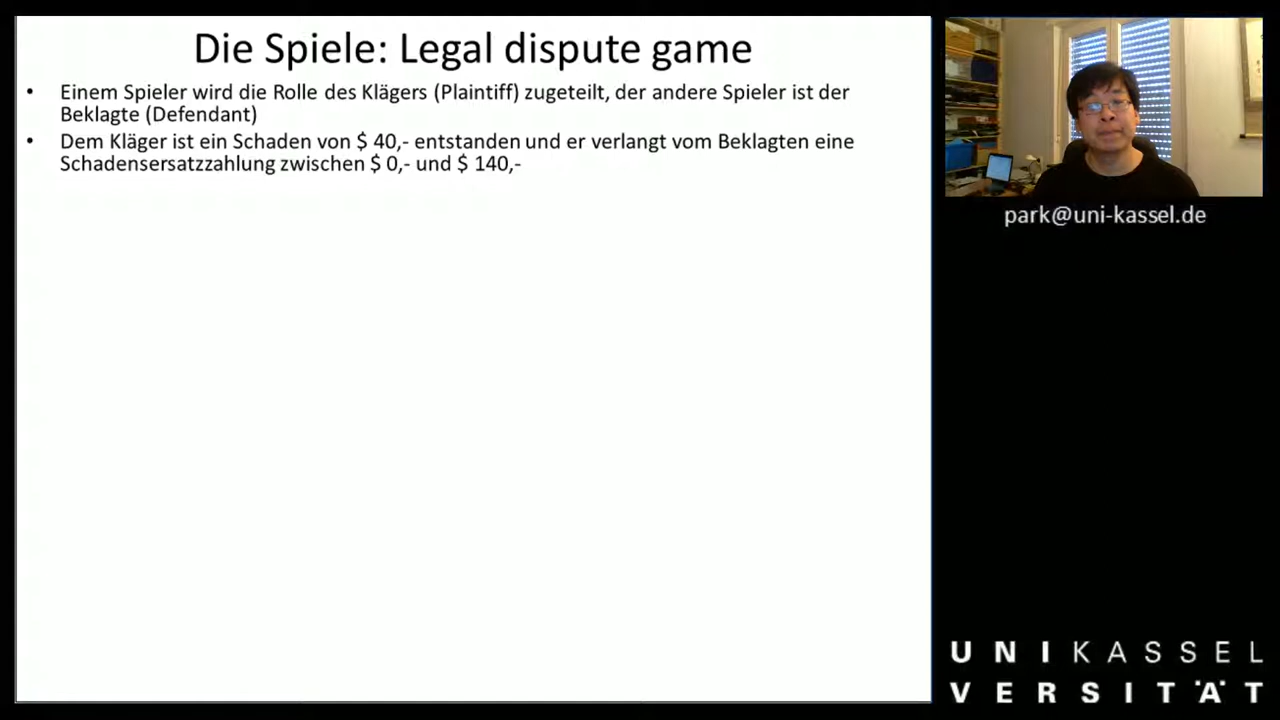 Die Spiele: Legal dispute game
• Einem Spieler wird die Rolle des Klägers (Plaintiff) zugeteilt, der andere Spieler ist der
Beklagte (Defendant)
• Dem Kläger ist ein Schaden von $ 40,- entstanden und er verlangt vom Beklagten eine
Schadensersatzzahlung zwischen $ 0,- und $ 140,-
park@uni-kassel.de
UNIKASSEL
VERSITÄT